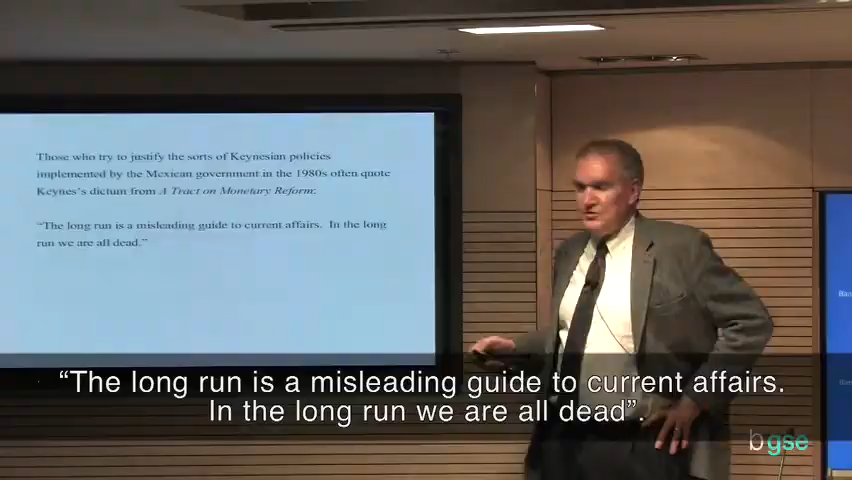 Those who try to justify the sorts of Keynesian policies
implemented by the Mexican government in the 1980s often quote
Keynes's dictum from A Tract on Monetary Reform:
“The long run is a misleading guide to current affairs. In the long
run we are all dead.”
“The long run is a misleading guide to current affairs.
In the long run we are all dead”.
bgse